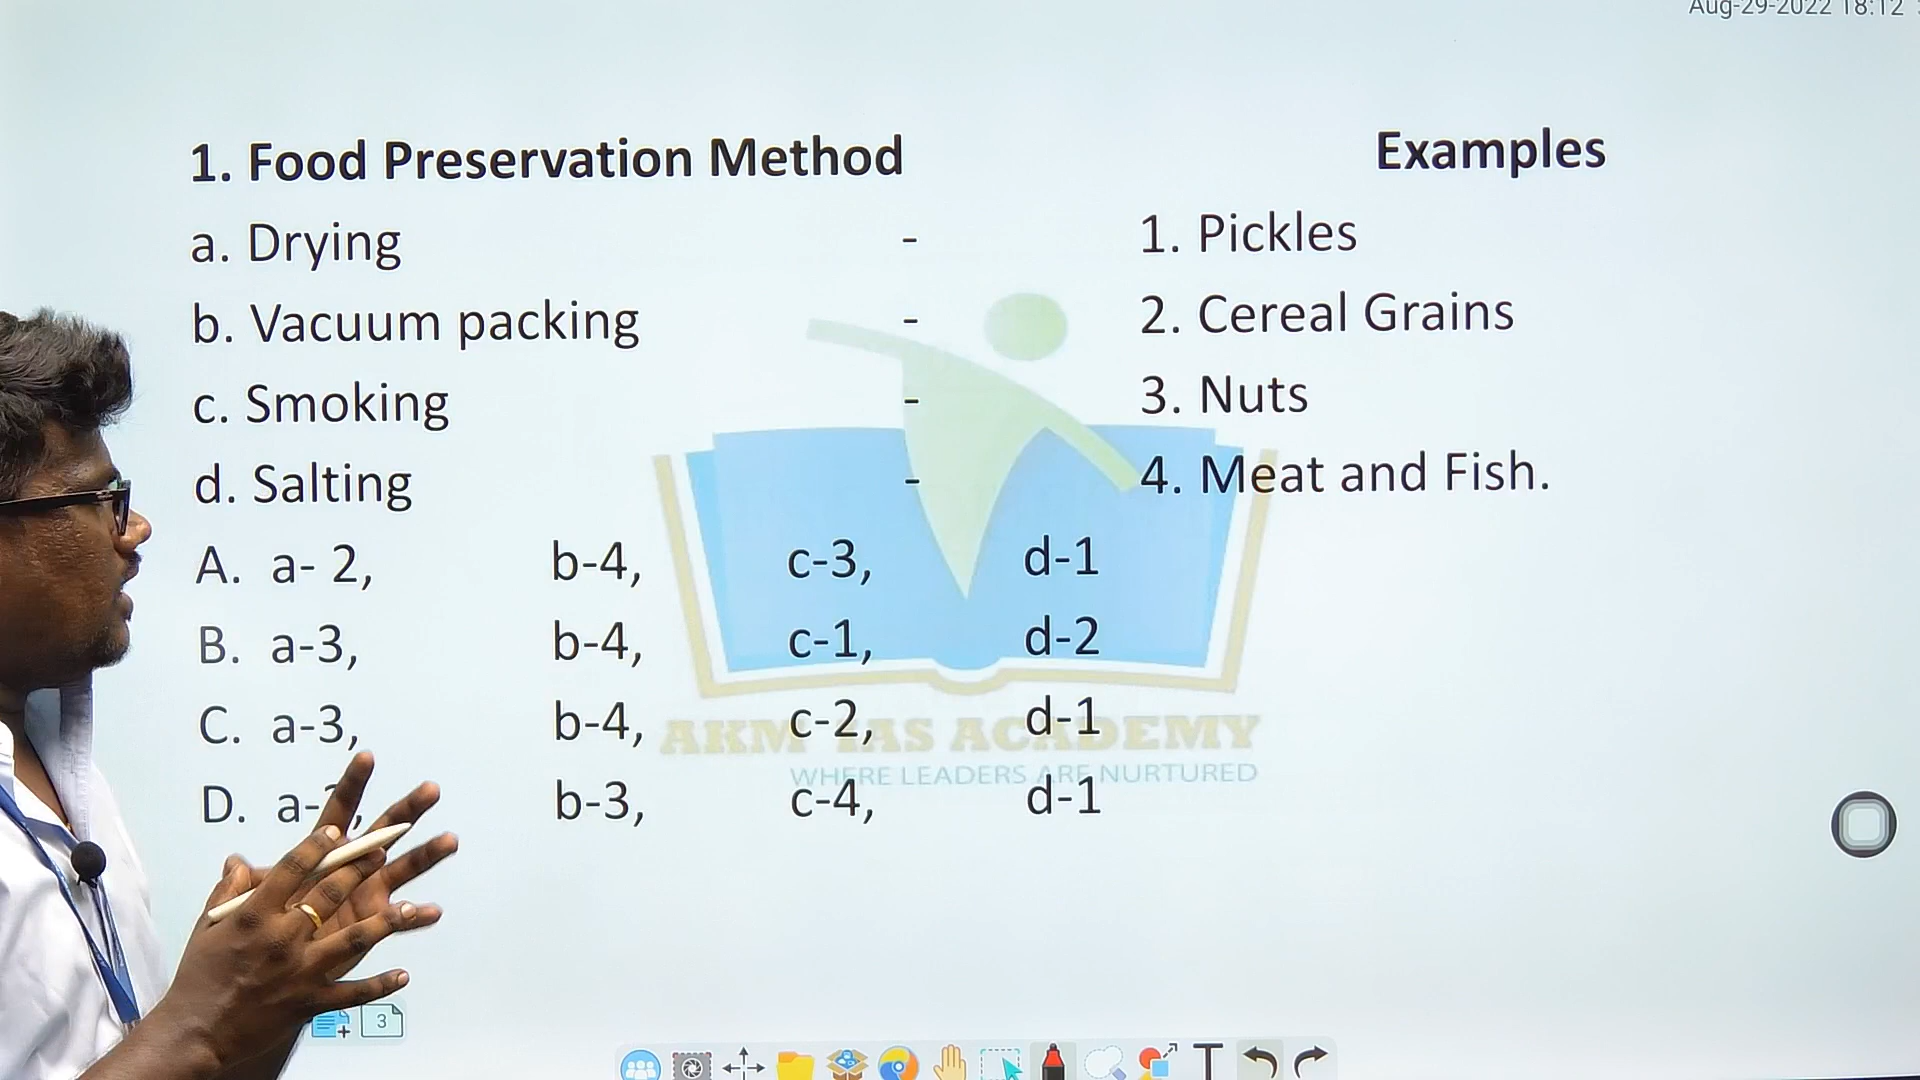 Aug-29-2022 18:12
1. Food Preservation Method Examples
a. Drying - 1. Pickles
b. Vacuum packing - 2. Cereal Grains
c. Smoking - 3. Nuts
d. Salting - 4. Meat and Fish.
A. a- 2, b-4, c-3, d-1
B. a-3, b-4, c-1, d-2
C. a-3, b-4, c-2, d-1
AKM IAS ACADEMY
WHERE LEADERS ARE NURTURED
D. a- , b-3, c-4, d-1
3
T